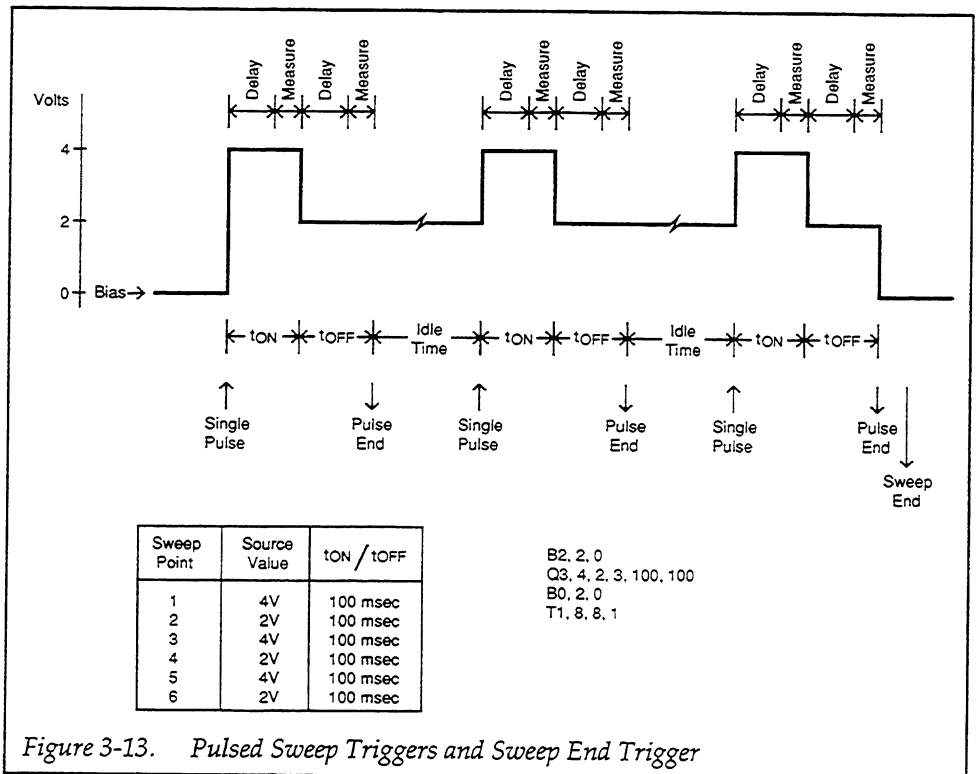 Delay Measure Delay Measure Delay Measure Delay Measure Delay Measure Delay Measure
Volts
4
2
0 Bias
tON tOFF Idle Time tON tOFF Idle Time tON tOFF
Single Pulse
Pulse End
Single Pulse
Pulse End
Single Pulse
Pulse End
Sweep End
Sweep Point Source Value tON / tOFF
1 4V 100 msec
2 2V 100 msec
3 4V 100 msec
4 2V 100 msec
5 4V 100 msec
6 2V 100 msec
B2, 2, 0
Q3, 4, 2, 3, 100, 100
B0, 2, 0
T1, 8, 8, 1
Figure 3-13. Pulsed Sweep Triggers and Sweep End Trigger